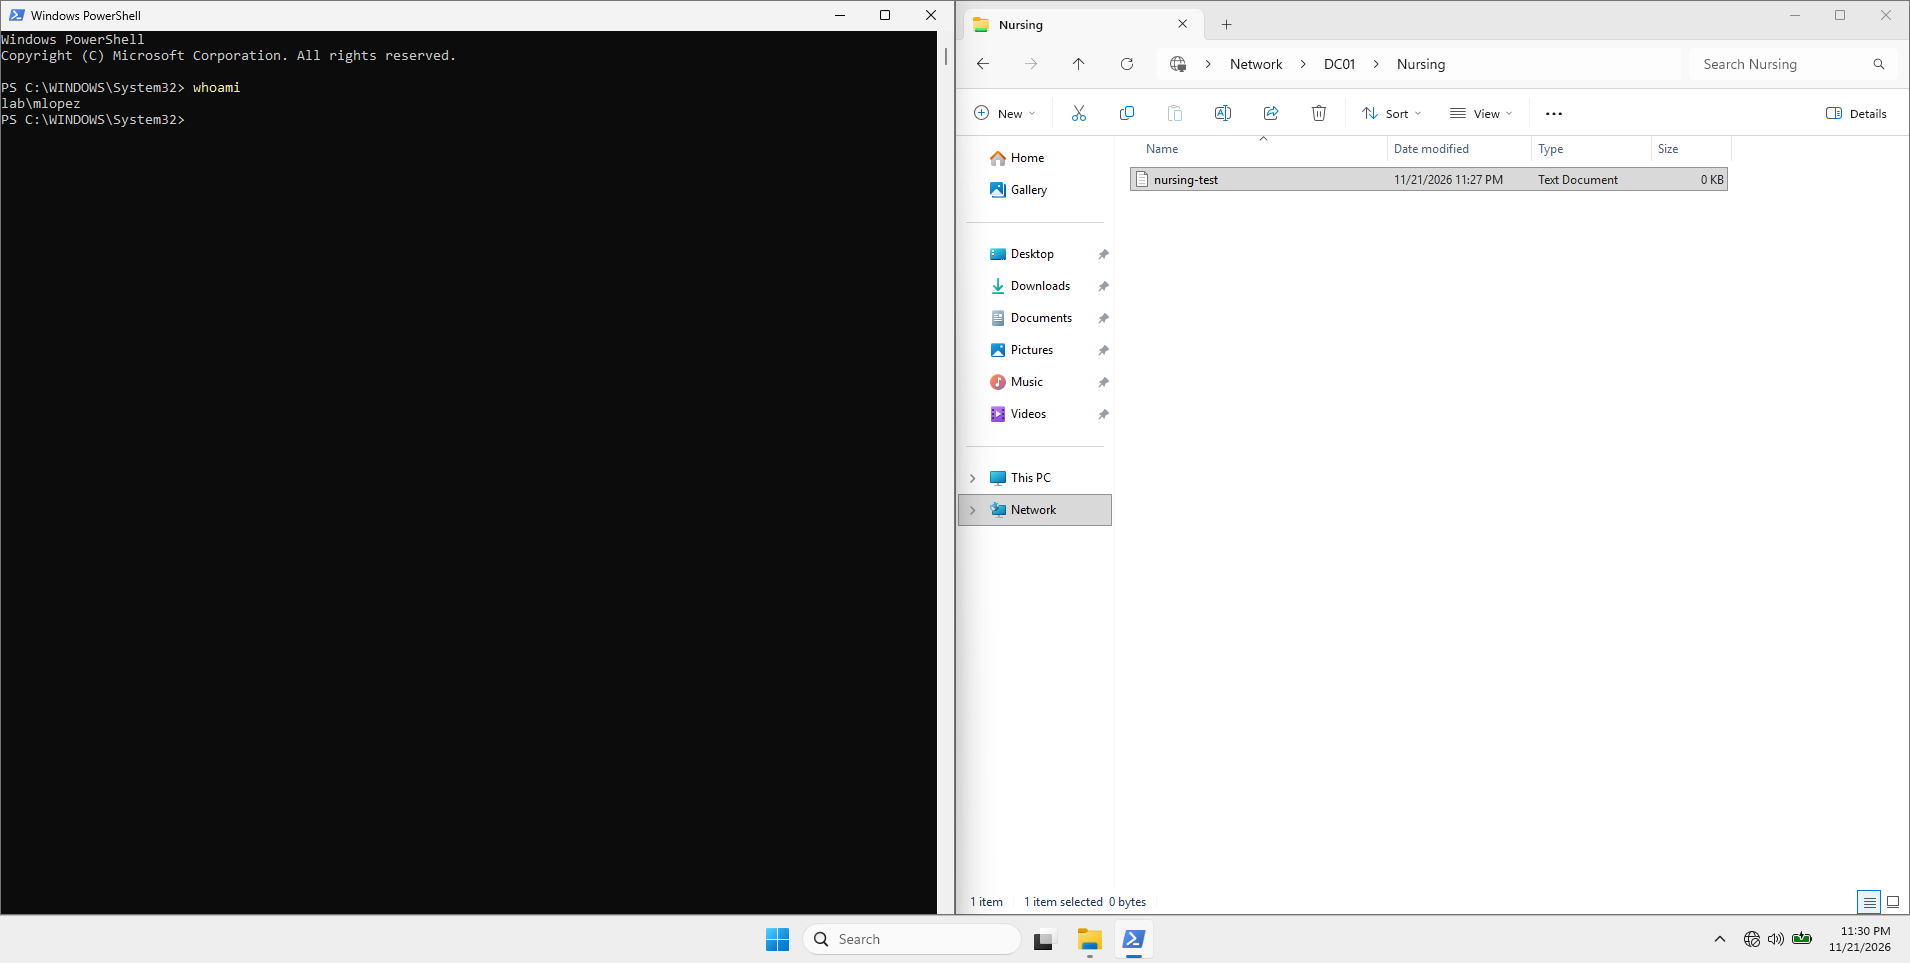 Windows PowerShell
Windows PowerShell
Copyright (C) Microsoft Corporation. All rights reserved.
PS C:\WINDOWS\System32> whoami
lab\mlopez
PS C:\WINDOWS\System32>
Nursing
Network > DC01 > Nursing
Search Nursing
New
Sort
View
Details
Home
Gallery
Desktop
Downloads
Documents
Pictures
Music
Videos
This PC
Network
Name Date modified Type Size
nursing-test 11/21/2026 11:27 PM Text Document 0 KB
1 item 1 item selected 0 bytes
Search
11:30 PM
11/21/2026